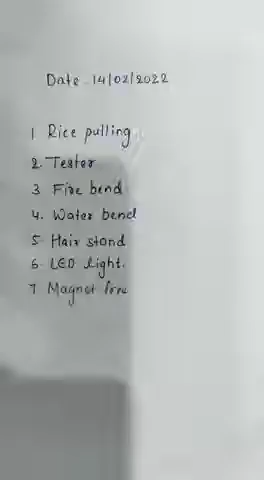 Date 14/02/2022
1 Rice pulling
2. Tester
3 Fire bend
4. Water bend
5 Hair stand
6 LED light.
7 Magnet